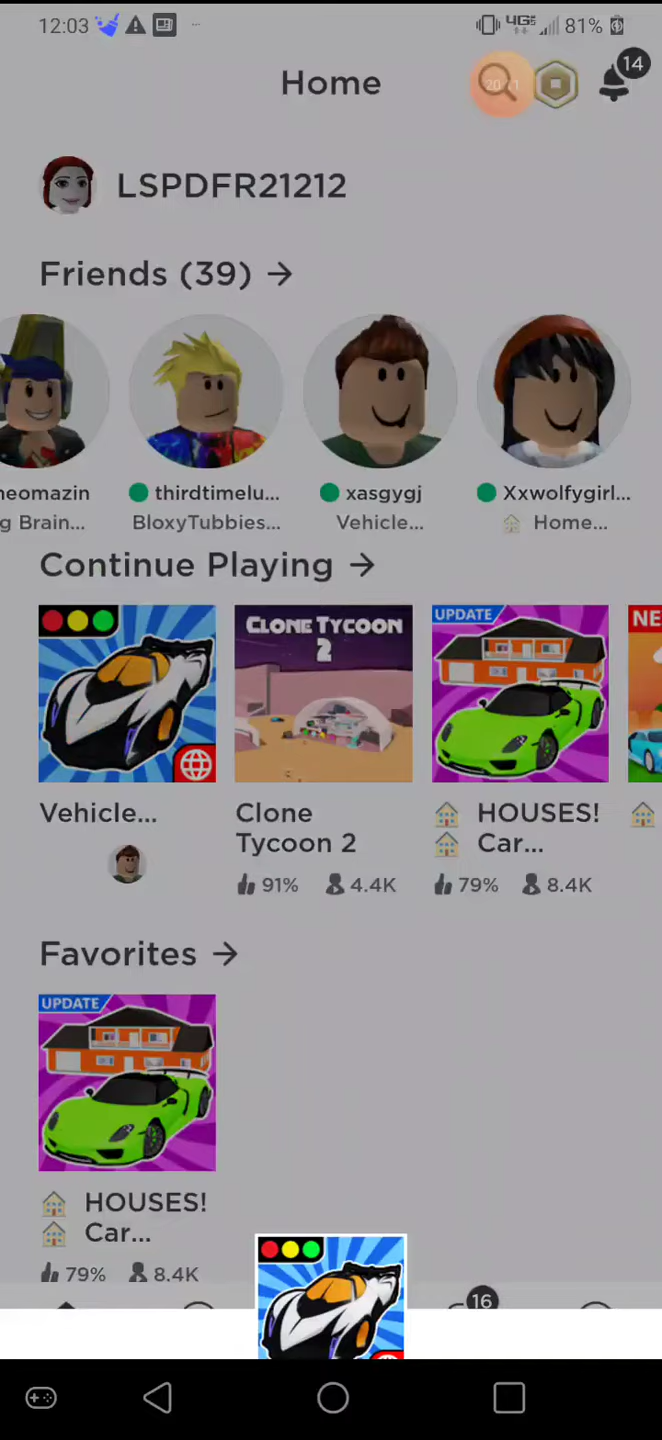 12:03 4G 81%
Home
20:11
14
LSPDFR21212
Friends (39) →
neomazin thirdtimelu... xasgygj Xxwolfygirl...
g Brain... BloxyTubbies... Vehicle... Home...
Continue Playing →
CLONE TYCOON
2
UPDATE
NE
Vehicle...
Clone
Tycoon 2
91% 4.4K
HOUSES!
Car...
79% 8.4K
Favorites →
UPDATE
HOUSES!
Car...
79% 8.4K
16